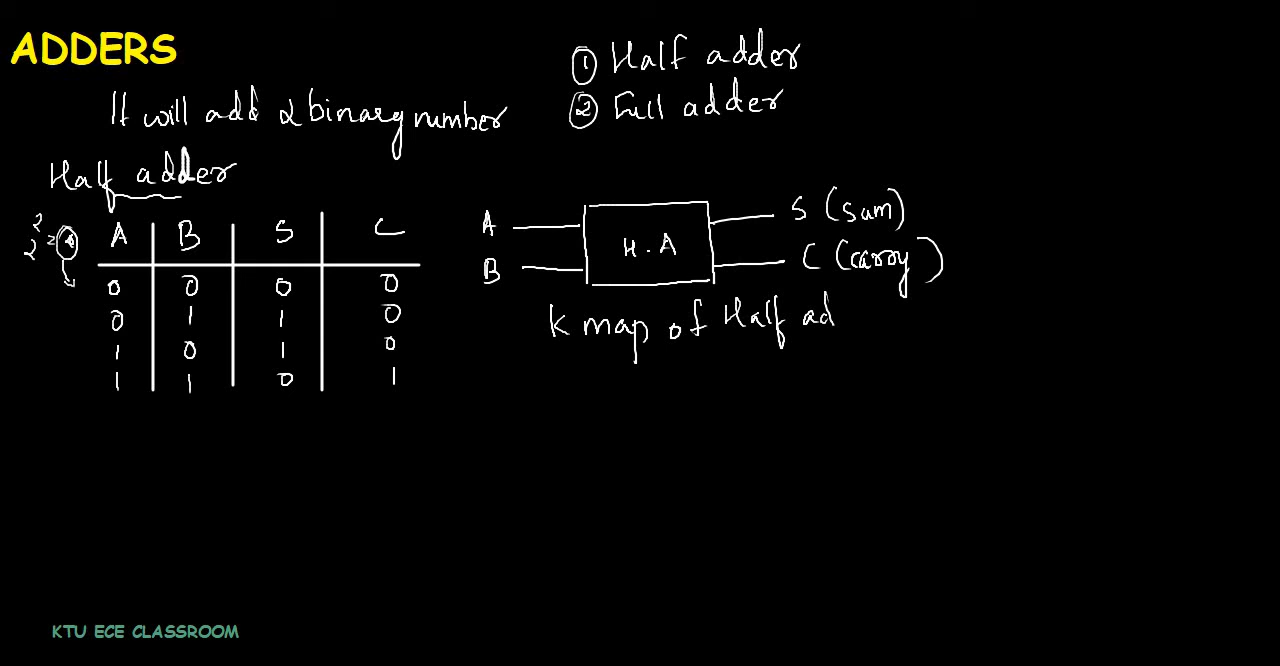 ADDERS
① Half adder
② Full adder
It will add 2 binary number
Half adder
2² = 4
A B S C
0 0 0 0
0 1 1 0
1 0 1 0
1 1 0 1
A
B
H.A
S (Sum)
C (carry)
K map of Half ad
KTU ECE CLASSROOM